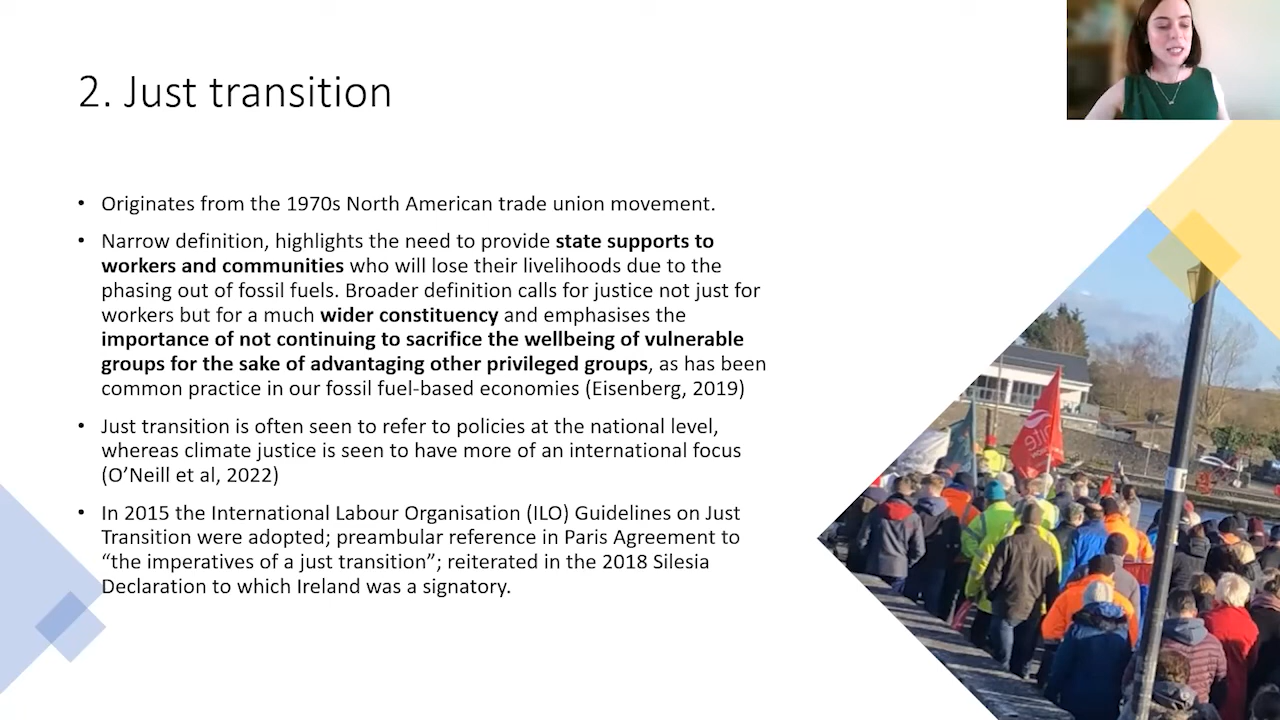 2. Just transition
• Originates from the 1970s North American trade union movement.
• Narrow definition, highlights the need to provide state supports to
workers and communities who will lose their livelihoods due to the
phasing out of fossil fuels. Broader definition calls for justice not just for
workers but for a much wider constituency and emphasises the
importance of not continuing to sacrifice the wellbeing of vulnerable
groups for the sake of advantaging other privileged groups, as has been
common practice in our fossil fuel-based economies (Eisenberg, 2019)
• Just transition is often seen to refer to policies at the national level,
whereas climate justice is seen to have more of an international focus
(O’Neill et al, 2022)
• In 2015 the International Labour Organisation (ILO) Guidelines on Just
Transition were adopted; preambular reference in Paris Agreement to
“the imperatives of a just transition”; reiterated in the 2018 Silesia
Declaration to which Ireland was a signatory.